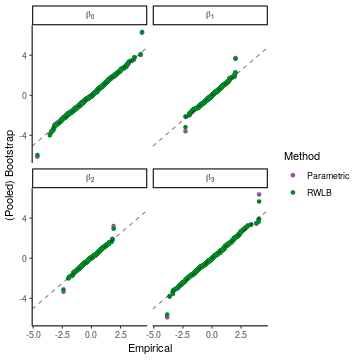 β0 β1
4
0
-4
β2 β3
4
0
-4
-5.0 -2.5 0.0 2.5 -5.0 -2.5 0.0 2.5
Empirical
(Pooled) Bootstrap
Method
Parametric
RWLB